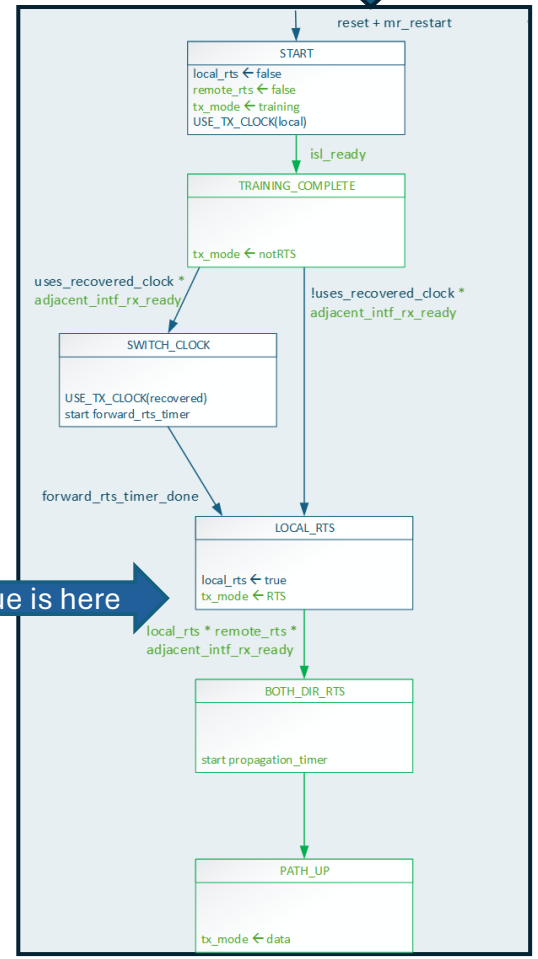 reset + mr_restart
START
local_rts ← false
remote_rts ← false
tx_mode ← training
USE_TX_CLOCK(local)
isl_ready
TRAINING_COMPLETE
tx_mode ← notRTS
uses_recovered_clock *
adjacent_intf_rx_ready
!uses_recovered_clock *
adjacent_intf_rx_ready
SWITCH_CLOCK
USE_TX_CLOCK(recovered)
start forward_rts_timer
forward_rts_timer_done
LOCAL_RTS
local_rts ← true
tx_mode ← RTS
ue is here
local_rts * remote_rts *
adjacent_intf_rx_ready
BOTH_DIR_RTS
start propagation_timer
PATH_UP
tx_mode ← data